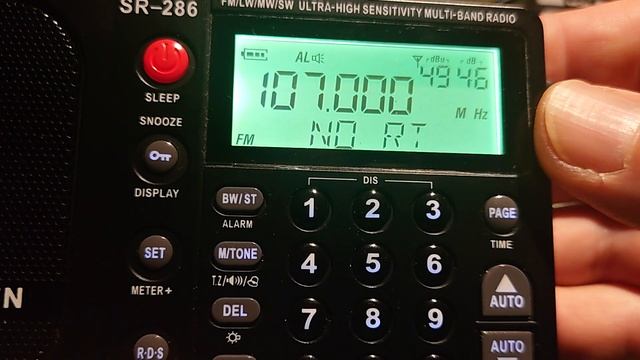 SR-286
FM/LW/MW/SW ULTRA-HIGH SENSITIVITY MULTI-BAND RADIO
AL
dBμ dB
49 46
107.000
M Hz
FM NO RT
SLEEP
SNOOZE
DISPLAY
DIS
BW/ST 1 2 3 PAGE
ALARM TIME
SET M/TONE 4 5 6
METER+ T.Z/
AUTO
DEL 7 8 9
R·D·S
AUTO